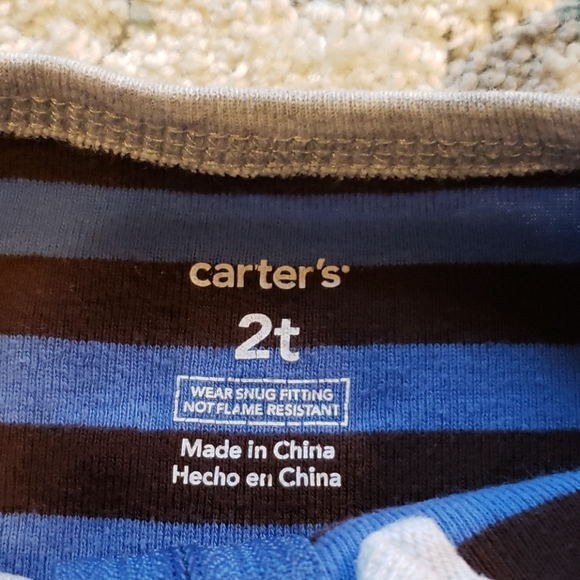 carter's
2t
WEAR SNUG FITTING
NOT FLAME RESISTANT
Made in China
Hecho en China